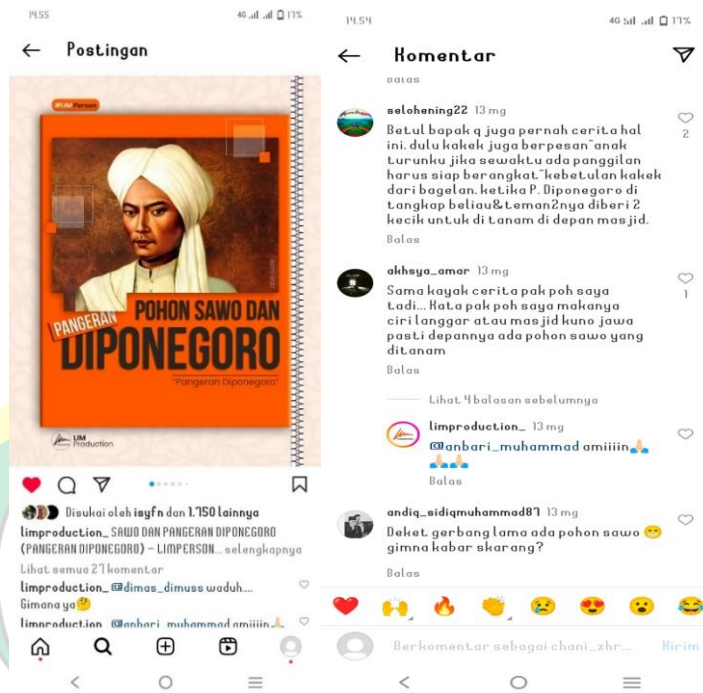 14.55
4G 17%
Postingan
#LIMPerson
POHON SAWO DAN
PANGERAN
DIPONEGORO
"Pangeran Diponegoro"
LIM
Production
Disukai oleh isyfn dan 1.750 lainnya
limproduction_ SAWO DAN PANGERAN DIPONEGORO
(PANGERAN DIPONEGORO) – LIMPERSON... selengkapnya
Lihat semua 27 komentar
limproduction_ @dimas_dimuss waduh....
Gimana ya🤔
limproduction_ @anbari_muhammad amiiiin🙏
14.54
4G 17%
Komentar
Balas
selohening22 13 mg
Betul bapak q juga pernah cerita hal
ini. dulu kakek juga berpesan"anak
turunku jika sewaktu ada panggilan
harus siap berangkat"kebetulan kakek
dari bagelan. ketika P. Diponegoro di
tangkap beliau&teman2nya diberi 2
kecik untuk di tanam di depan masjid.
2
Balas
akhsya_amar 13 mg
Sama kayak cerita pak poh saya
tadi... Kata pak poh saya makanya
ciri langgar atau masjid kuno jawa
pasti depannya ada pohon sawo yang
ditanam
1
Balas
Lihat 4 balasan sebelumnya
limproduction_ 13 mg
@anbari_muhammad amiiiin🙏🏻
🙏🏻🙏🏻
Balas
andiq_sidiqmuhammad87 13 mg
Deket gerbang lama ada pohon sawo 😁
gimna kabar skarang?
Balas
Berkomentar sebagai chani_zhr... Kirim